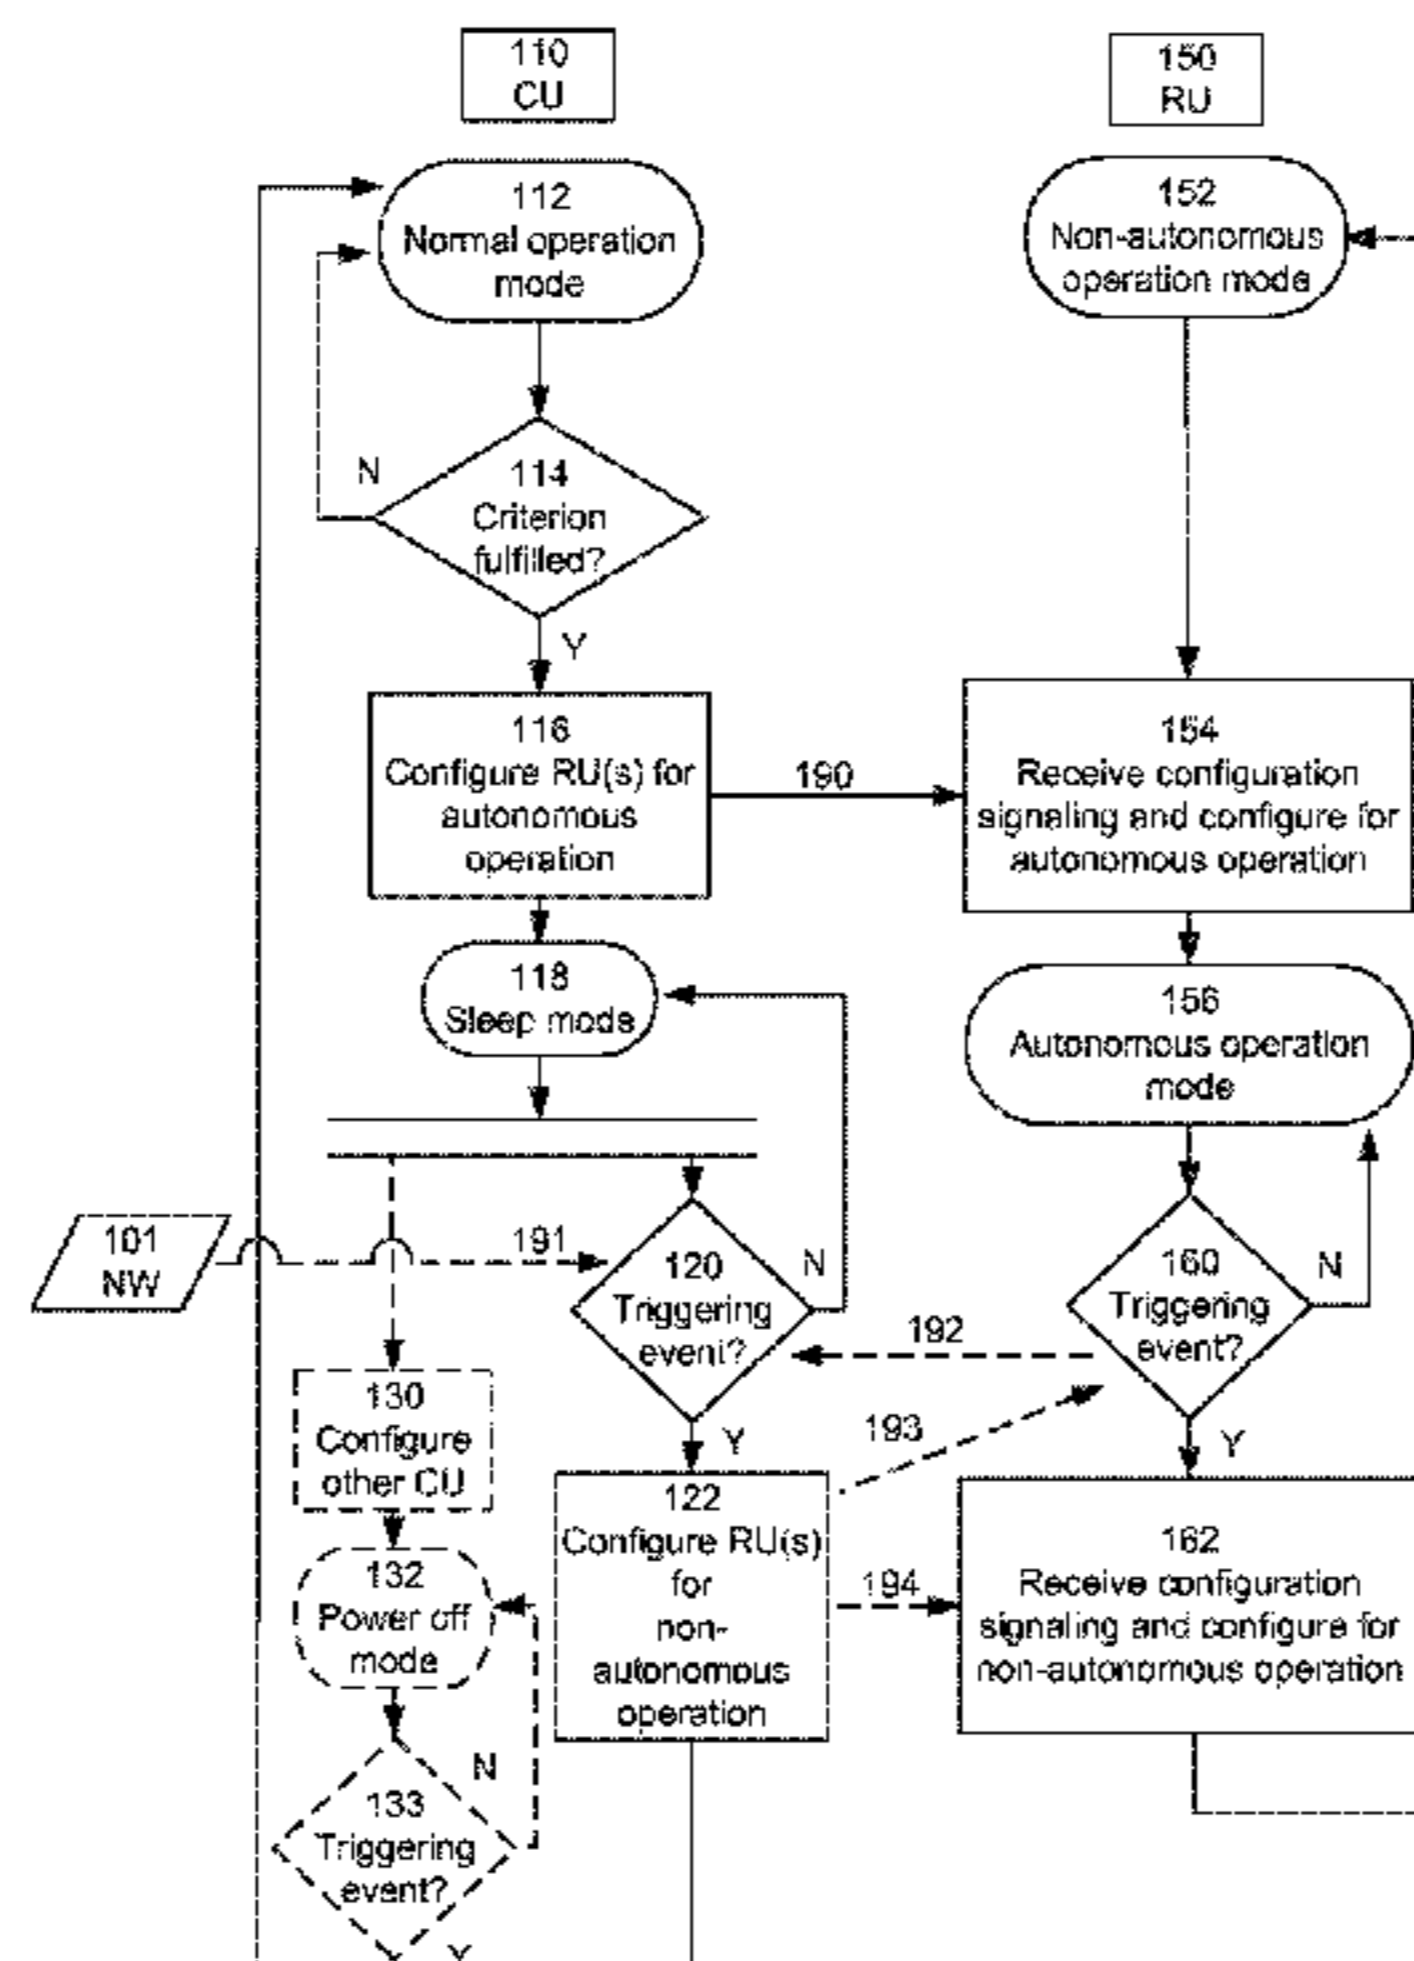 110
CU
150
RU
112
Normal operation
mode
152
Non-autonomous
operation mode
N
114
Criterion
fulfilled?
Y
116
Configure RU(s) for
autonomous
operation
190
154
Receive configuration
signaling and configure for
autonomous operation
118
Sleep mode
156
Autonomous operation
mode
101
NW
191
120
Triggering
event?
N
160
Triggering
event?
N
192
130
Configure
other CU
Y
193
Y
122
Configure RU(s)
for
non-
autonomous
operation
194
162
Receive configuration
signaling and configure for
non-autonomous operation
132
Power off
mode
N
133
Triggering
event?
Y